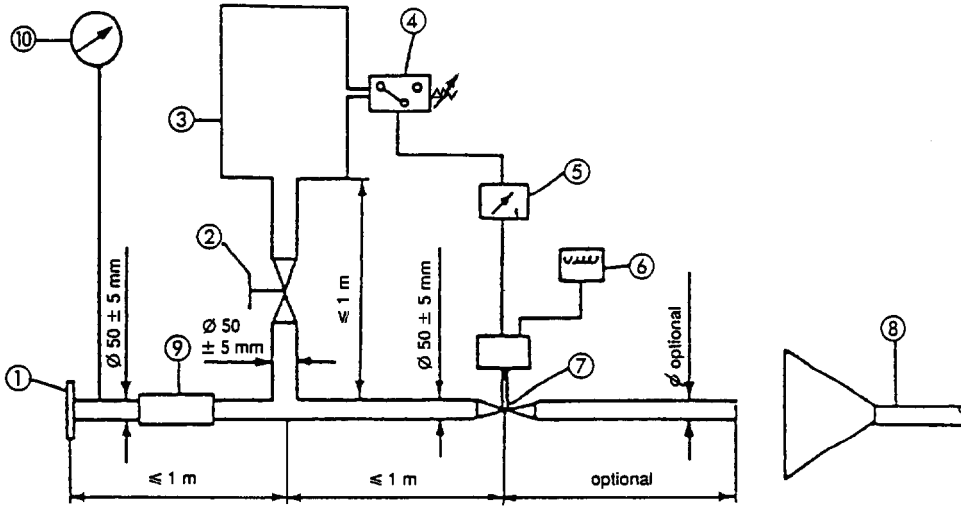 ⑩
④
③
⑤
②
⑥
Ø 50 ± 5 mm
Ø 50
± 5 mm
⩽ 1 m
Ø 50 ± 5 mm
Ø optional
⑨
⑦
⑧
①
⩽ 1 m
⩽ 1 m
optional